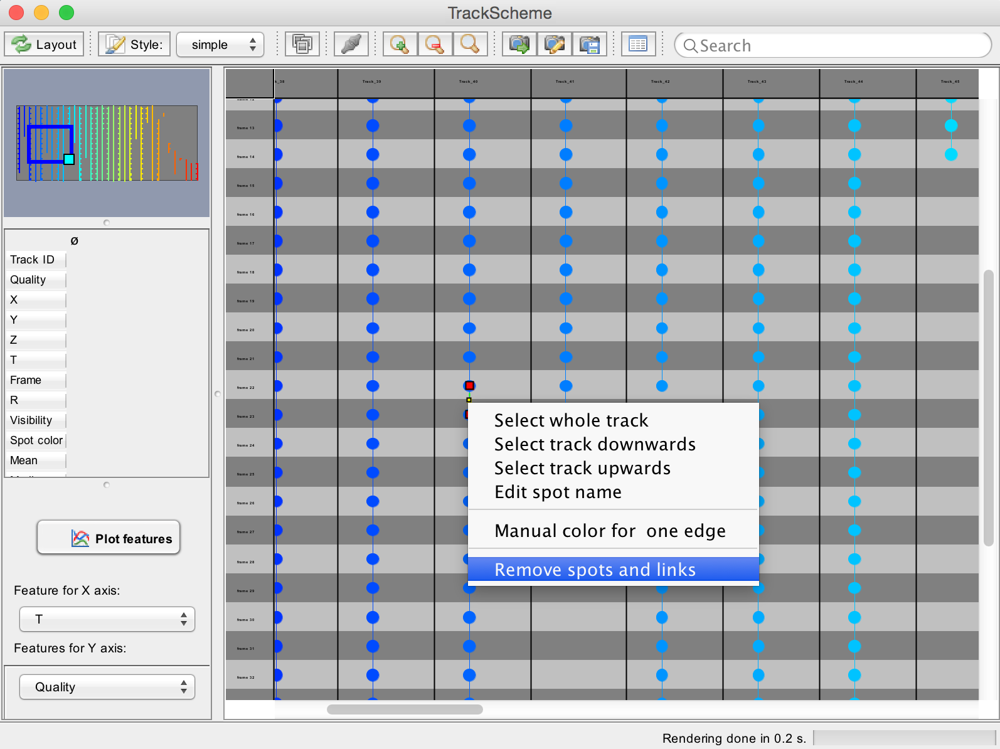 TrackScheme
Layout
Style:
simple
Search
ø
Track ID
Quality
X
Y
Z
T
Frame
R
Visibility
Spot color
Mean
Plot features
Feature for X axis:
T
Features for Y axis:
Quality
Track_39
Track_40
Track_41
Track_42
Track_43
Track_44
Track_45
frame 13
frame 14
frame 15
frame 16
frame 17
frame 18
frame 19
frame 20
frame 21
frame 22
frame 23
frame 24
frame 25
frame 26
frame 27
frame 28
frame 29
frame 30
frame 31
frame 32
Select whole track
Select track downwards
Select track upwards
Edit spot name
Manual color for  one edge
Remove spots and links
Rendering done in 0.2 s.